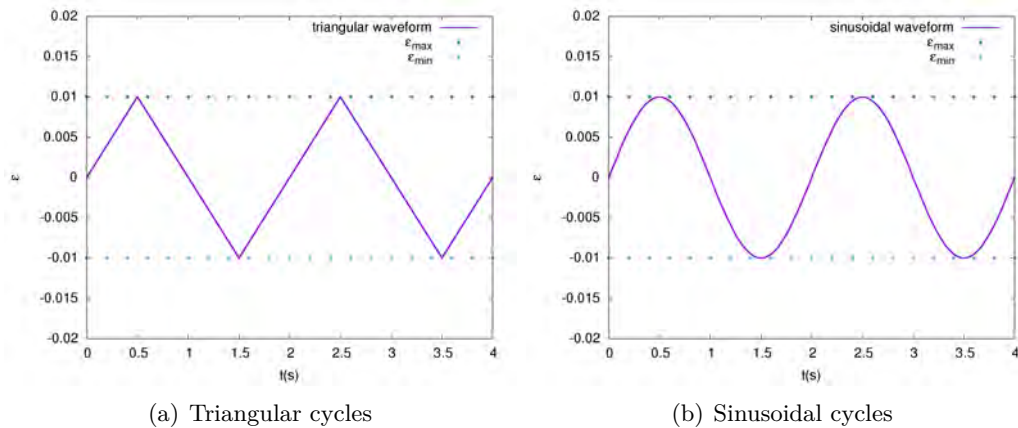 0.02
0.015
0.01
0.005
0
-0.005
-0.01
-0.015
-0.02
ε
triangular waveform
εmax
εmin
0 0.5 1 1.5 2 2.5 3 3.5 4
t(s)
(a) Triangular cycles
0.02
0.015
0.01
0.005
0
-0.005
-0.01
-0.015
-0.02
ε
sinusoidal waveform
εmax
εmin
0 0.5 1 1.5 2 2.5 3 3.5 4
t(s)
(b) Sinusoidal cycles